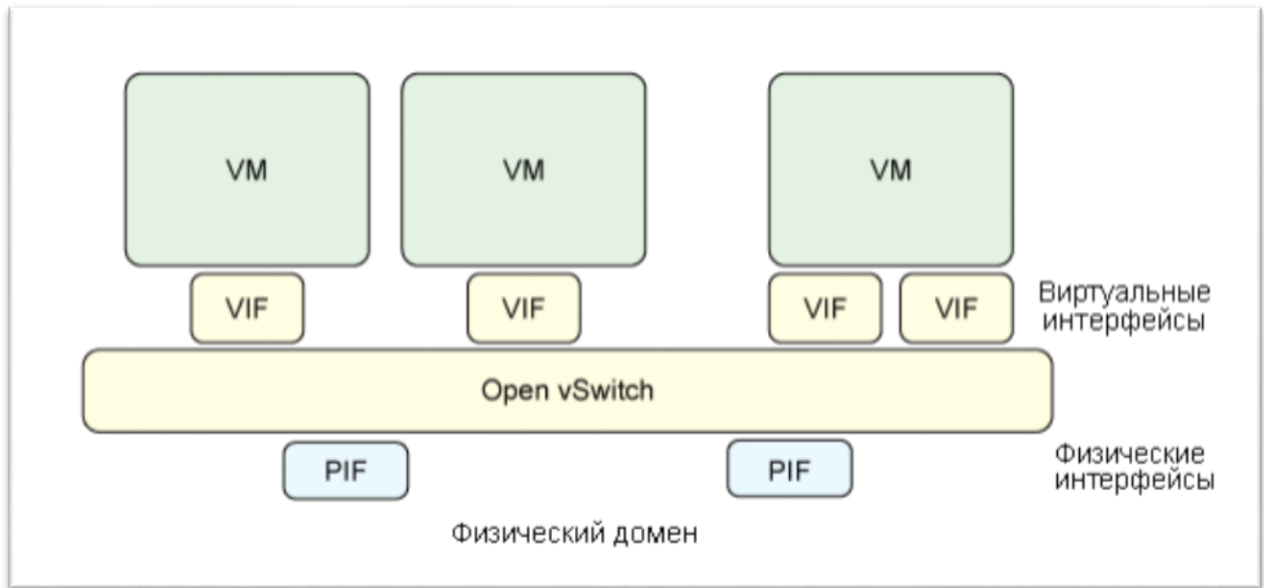 VM
VM
VM
VIF
VIF
VIF
VIF
Виртуальные
интерфейсы
Open vSwitch
PIF
PIF
Физические
интерфейсы
Физический домен